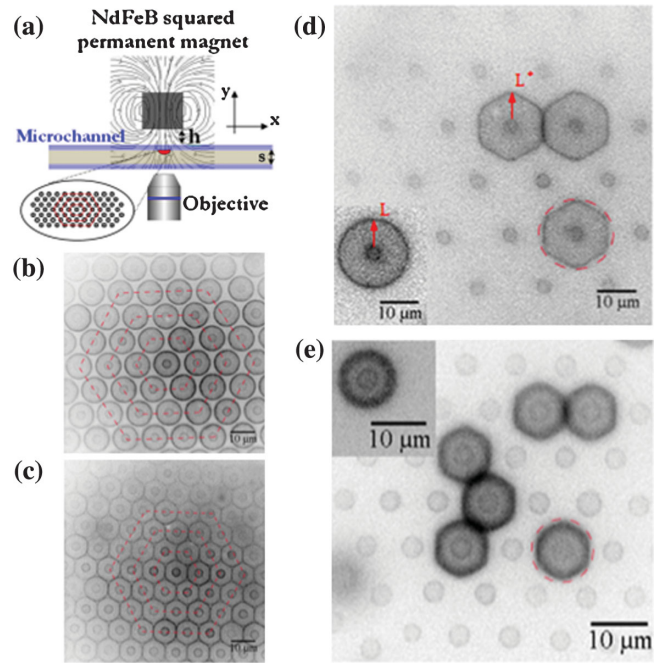 (a)
NdFeB squared
permanent magnet
y
x
h
Microchannel
s
Objective
(b)
10 µm
(c)
10 µm
(d)
L*
L
10 µm
10 µm
(e)
10 µm
10 µm